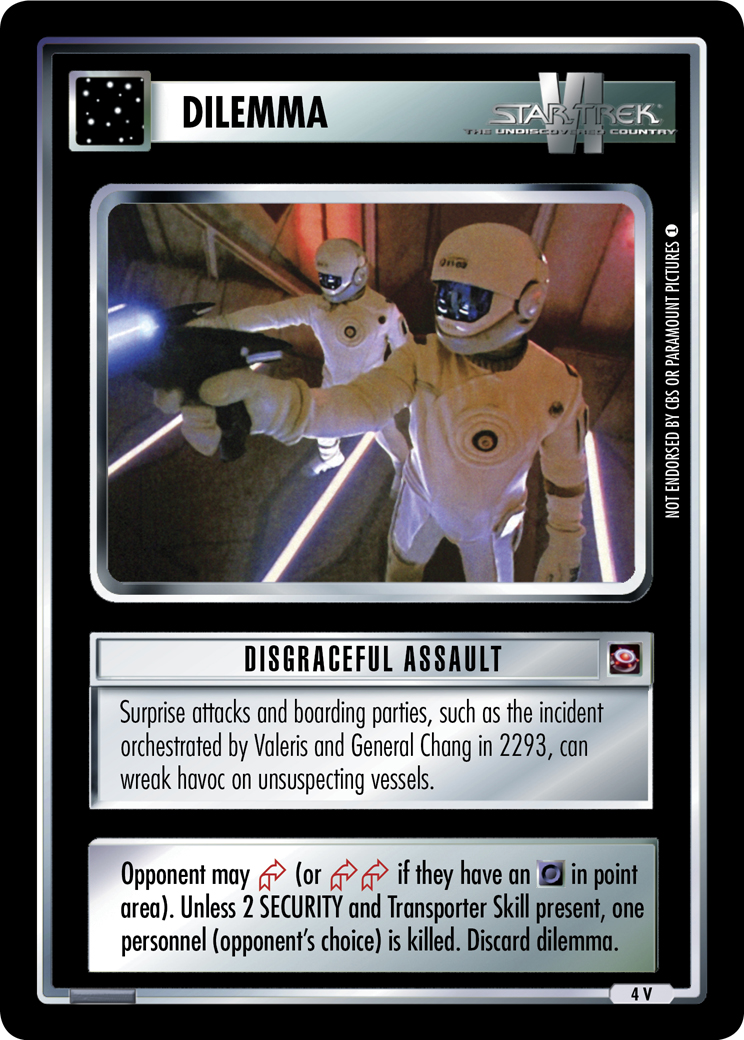 DILEMMA
VI
STAR TREK
THE UNDISCOVERED COUNTRY
NOT ENDORSED BY CBS OR PARAMOUNT PICTURES 1
DISGRACEFUL ASSAULT
Surprise attacks and boarding parties, such as the incident
orchestrated by Valeris and General Chang in 2293, can
wreak havoc on unsuspecting vessels.
Opponent may (or if they have an in point
area). Unless 2 SECURITY and Transporter Skill present, one
personnel (opponent's choice) is killed. Discard dilemma.
4 V